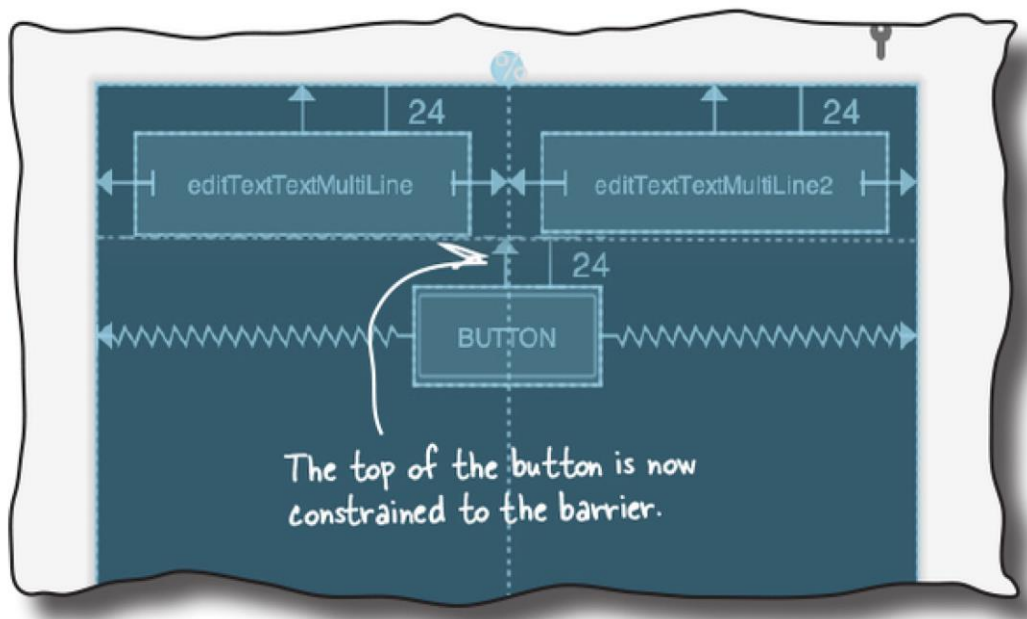 %
24
24
editTextTextMultiLine
editTextTextMultiLine2
24
BUTTON
The top of the button is now
constrained to the barrier.